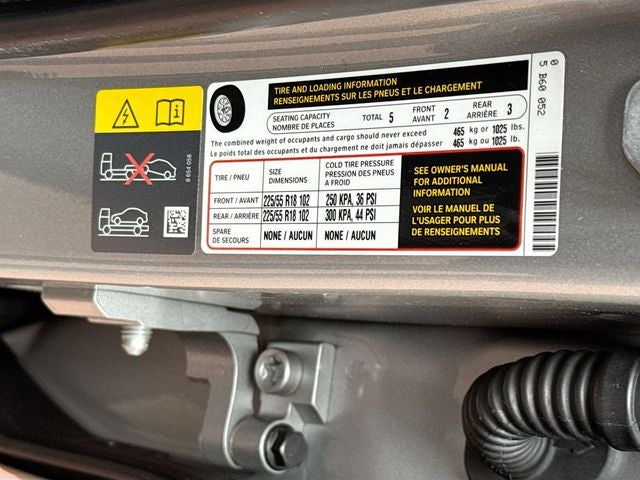 TIRE AND LOADING INFORMATION
RENSEIGNEMENTS SUR LES PNEUS ET LE CHARGEMENT
SEATING CAPACITY
NOMBRE DE PLACES
TOTAL 5
FRONT
AVANT 2
REAR
ARRIÈRE 3
The combined weight of occupants and cargo should never exceed 465 kg or 1025 lbs.
Le poids total des occupants et du chargement ne doit jamais dépasser 465 kg ou 1025 lb.
TIRE / PNEU
SIZE
DIMENSIONS
COLD TIRE PRESSURE
PRESSION DES PNEUS
A FROID
FRONT / AVANT 225/55 R18 102 250 KPA, 36 PSI
REAR / ARRIÈRE 225/55 R18 102 300 KPA, 44 PSI
SPARE
DE SECOURS
NONE / AUCUN NONE / AUCUN
SEE OWNER'S MANUAL
FOR ADDITIONAL
INFORMATION
VOIR LE MANUEL DE
L'USAGER POUR PLUS
DE RENSEIGNEMENTS
0
5 B60 052
8 654 058